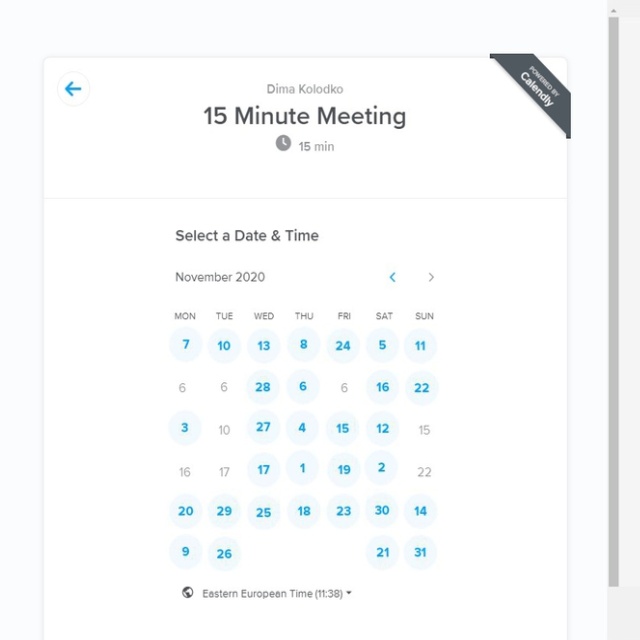 POWERED BY
Calendly
Dima Kolodko
15 Minute Meeting
15 min
Select a Date & Time
November 2020
MON TUE WED THU FRI SAT SUN
7 10 13 8 24 5 11
6 6 28 6 6 16 22
3 10 27 4 15 12 15
16 17 17 1 19 2 22
20 29 25 18 23 30 14
9 26 21 31
Eastern European Time (11:38)